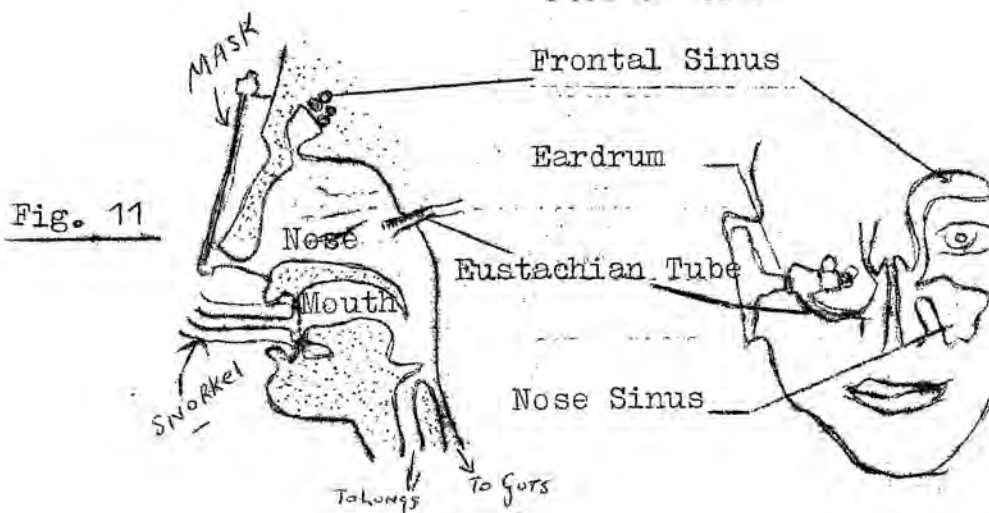 MASK
Frontal Sinus
Eardrum
Fig. 11
Nose
Eustachian Tube
Mouth
SNORKEL
Nose Sinus
To Lungs
To Guts